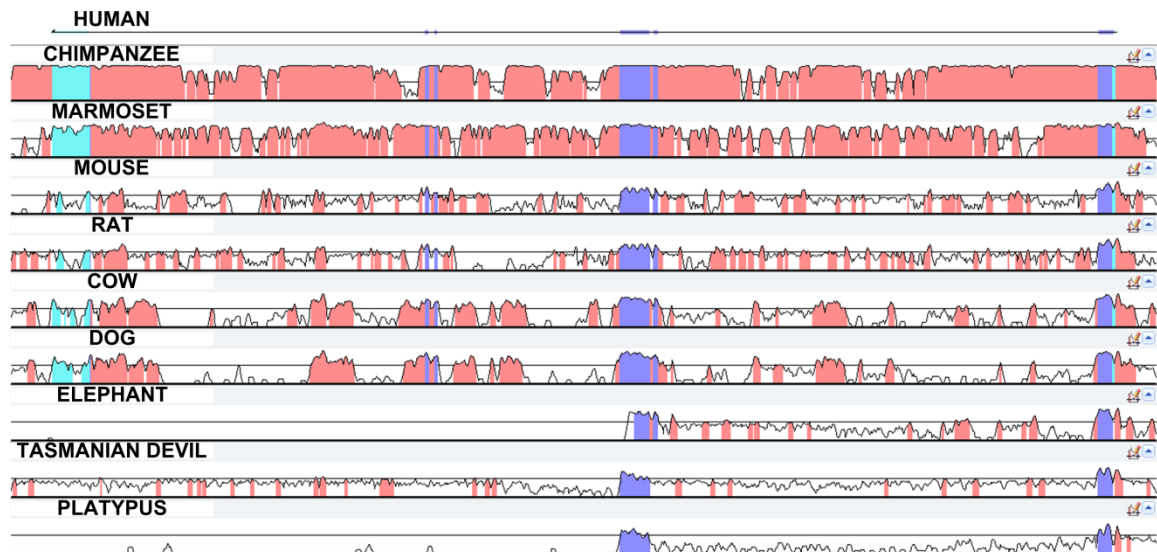 HUMAN
CHIMPANZEE
MARMOSET
MOUSE
RAT
COW
DOG
ELEPHANT
TASMANIAN DEVIL
PLATYPUS